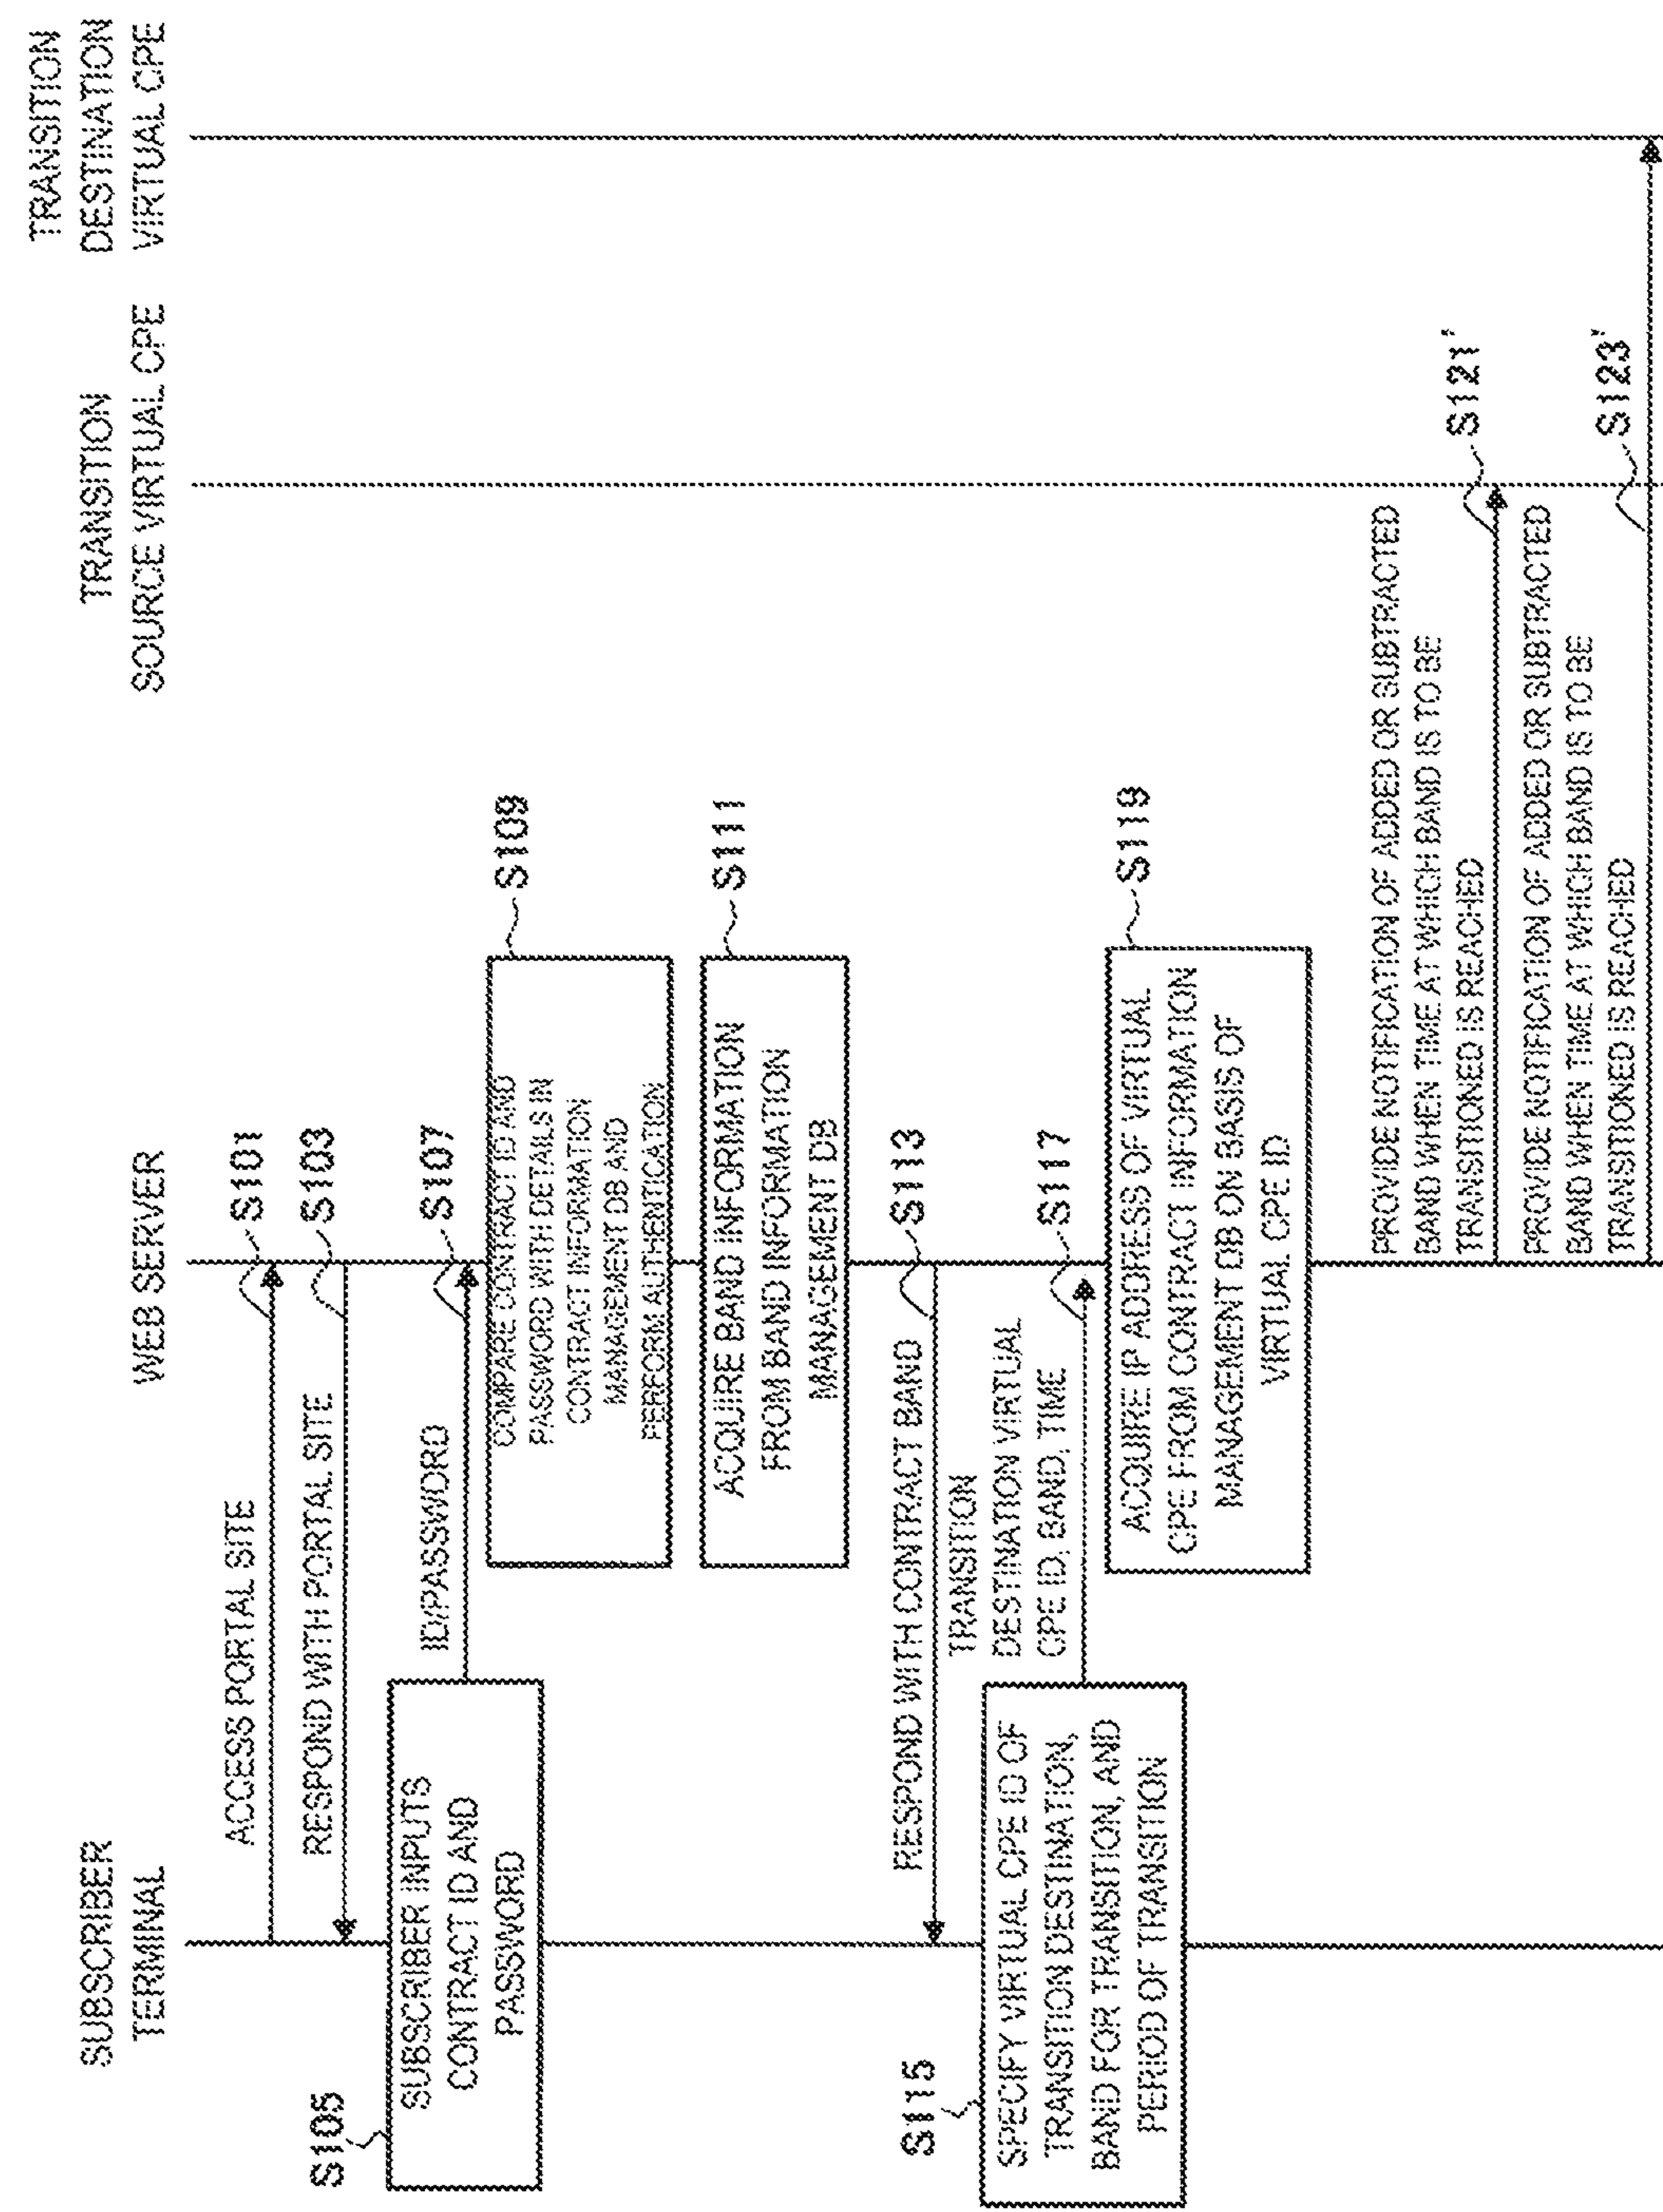 SUBSCRIBER
TERMINAL
WEB SERVER
TRANSITION
SOURCE VIRTUAL CPE
TRANSITION
DESTINATION
VIRTUAL CPE
ACCESS PORTAL SITE
S101
RESPOND WITH PORTAL SITE
S103
S105
SUBSCRIBER INPUTS
CONTRACT ID AND
PASSWORD
ID/PASSWORD
S107
COMPARE CONTRACT ID AND
PASSWORD WITH DETAILS IN
CONTRACT INFORMATION
MANAGEMENT DB AND
PERFORM AUTHENTICATION
S109
ACQUIRE BAND INFORMATION
FROM BAND INFORMATION
MANAGEMENT DB
S111
RESPOND WITH CONTRACT BAND
S113
S115
SPECIFY VIRTUAL CPE ID OF
TRANSITION DESTINATION,
BAND FOR TRANSITION, AND
PERIOD OF TRANSITION
TRANSITION
DESTINATION VIRTUAL
CPE ID, BAND, TIME
S117
ACQUIRE IP ADDRESS OF VIRTUAL
CPE FROM CONTRACT INFORMATION
MANAGEMENT DB ON BASIS OF
VIRTUAL CPE ID
S119
PROVIDE NOTIFICATION OF ADDED OR SUBTRACTED
BAND WHEN TIME AT WHICH BAND IS TO BE
TRANSITIONED IS REACHED
S121'
PROVIDE NOTIFICATION OF ADDED OR SUBTRACTED
BAND WHEN TIME AT WHICH BAND IS TO BE
TRANSITIONED IS REACHED
S123'